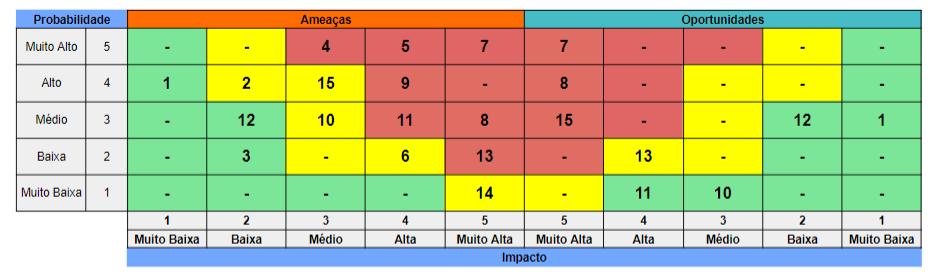 Probabilidade Ameaças Oportunidades
Muito Alto 5 - - 4 5 7 7 - - - -
Alto 4 1 2 15 9 - 8 - - - -
Médio 3 - 12 10 11 8 15 - - 12 1
Baixa 2 - 3 - 6 13 - 13 - - -
Muito Baixa 1 - - - - 14 - 11 10 - -
1 2 3 4 5 5 4 3 2 1
Muito Baixa Baixa Médio Alta Muito Alta Muito Alta Alta Médio Baixa Muito Baixa
Impacto